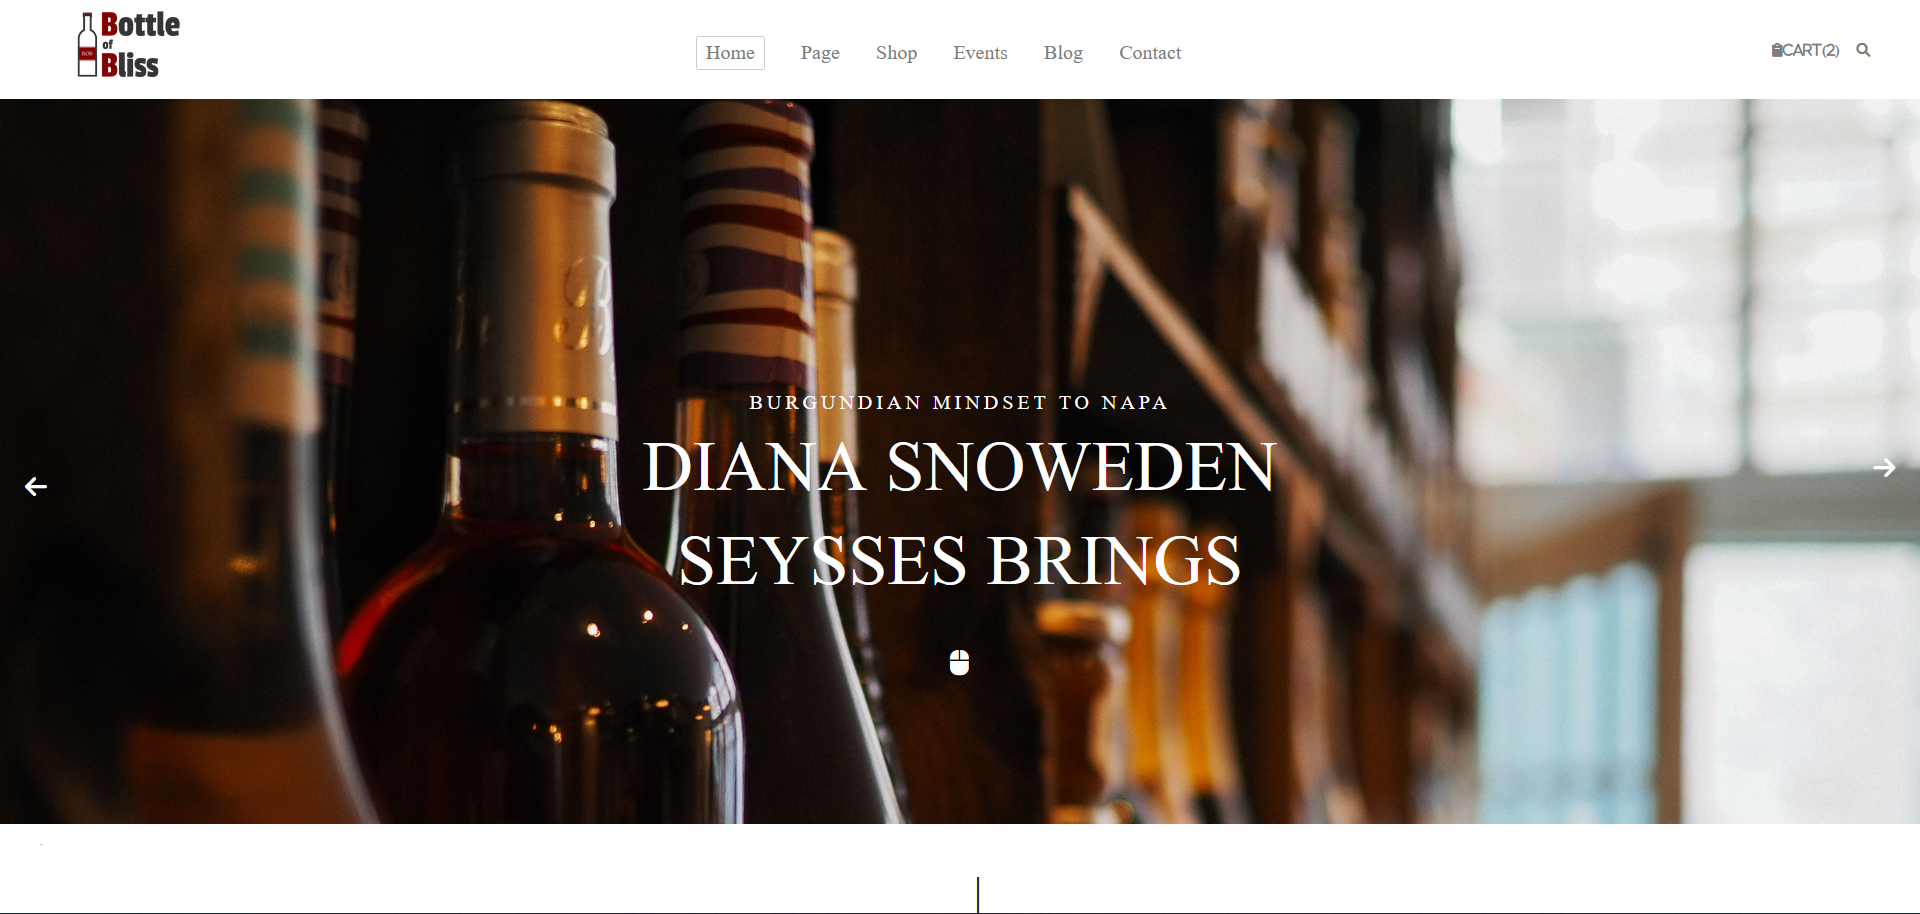 Bottle
of
Bliss
BOB
Home Page Shop Events Blog Contact
CART(2)
BURGUNDIAN MINDSET TO NAPA
DIANA SNOWEDEN
SEYSSES BRINGS